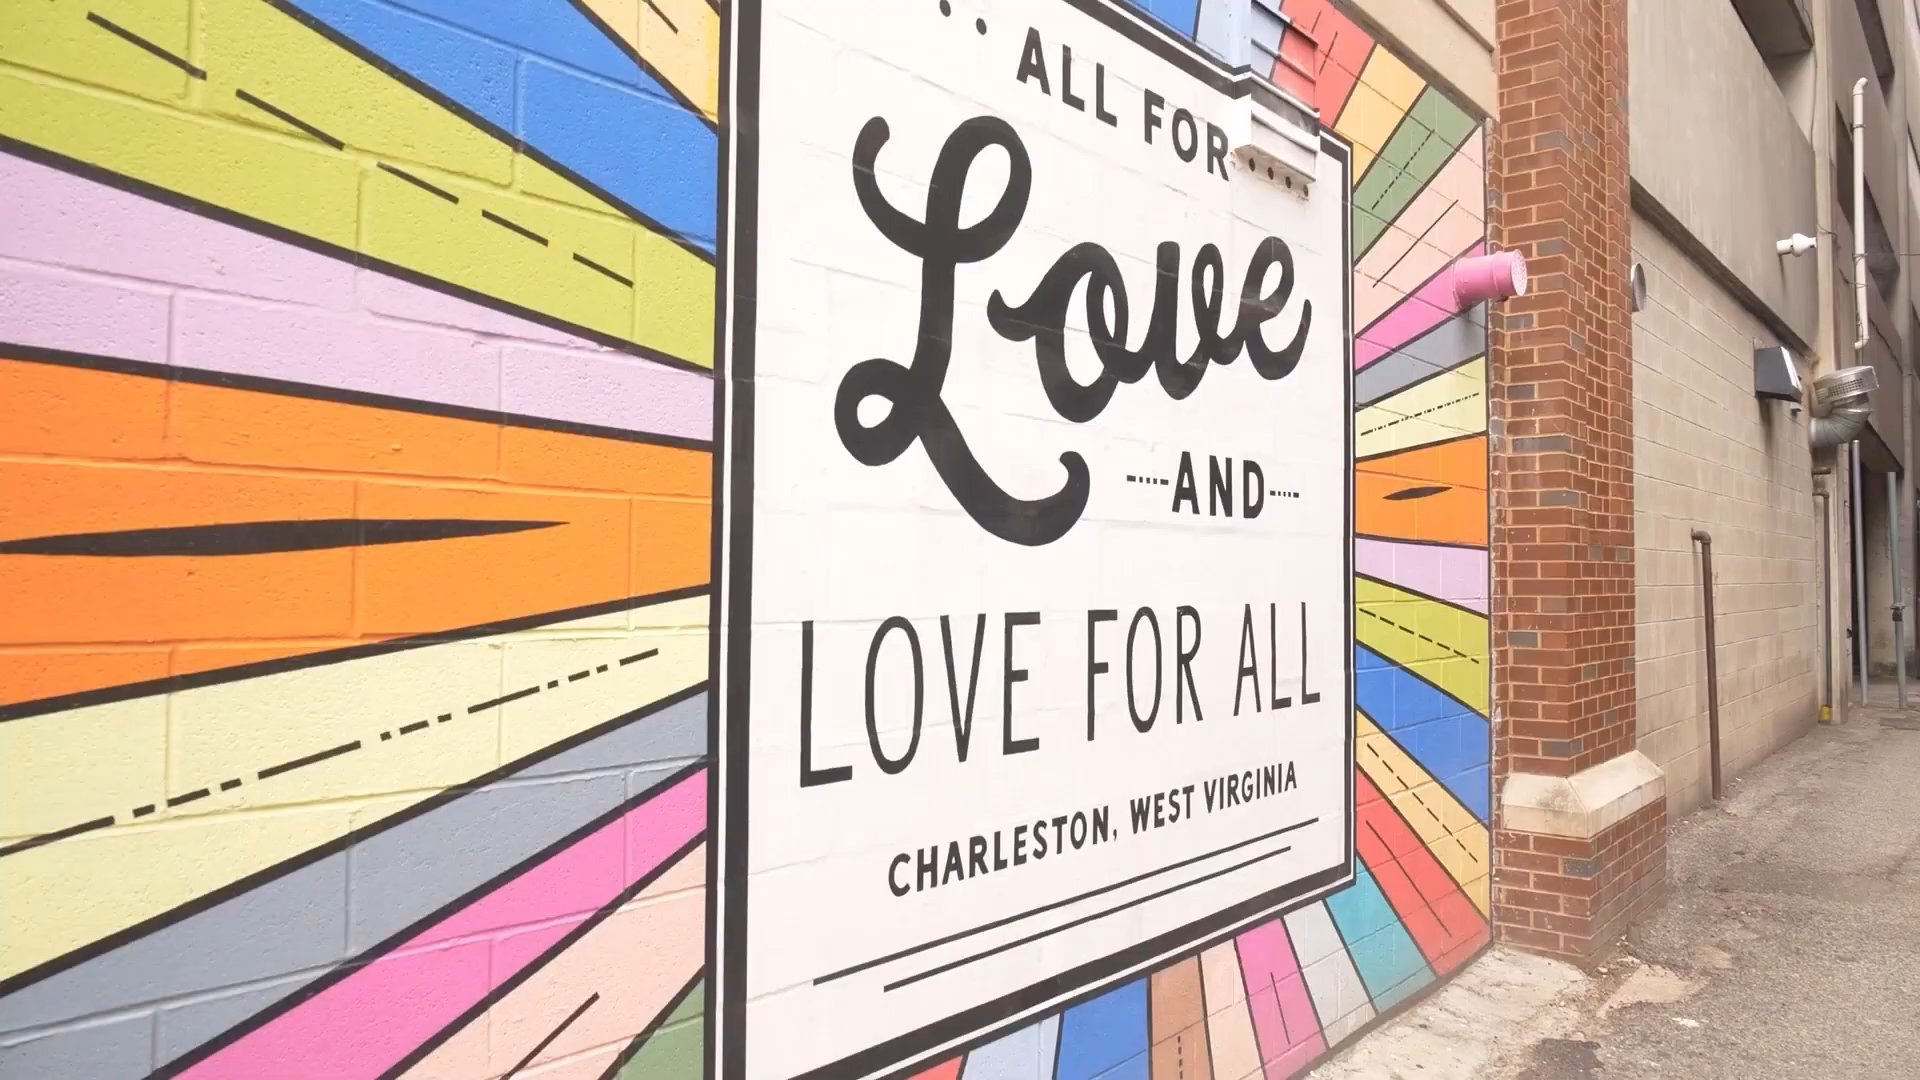 ALL FOR
Love
AND
LOVE FOR ALL
CHARLESTON, WEST VIRGINIA